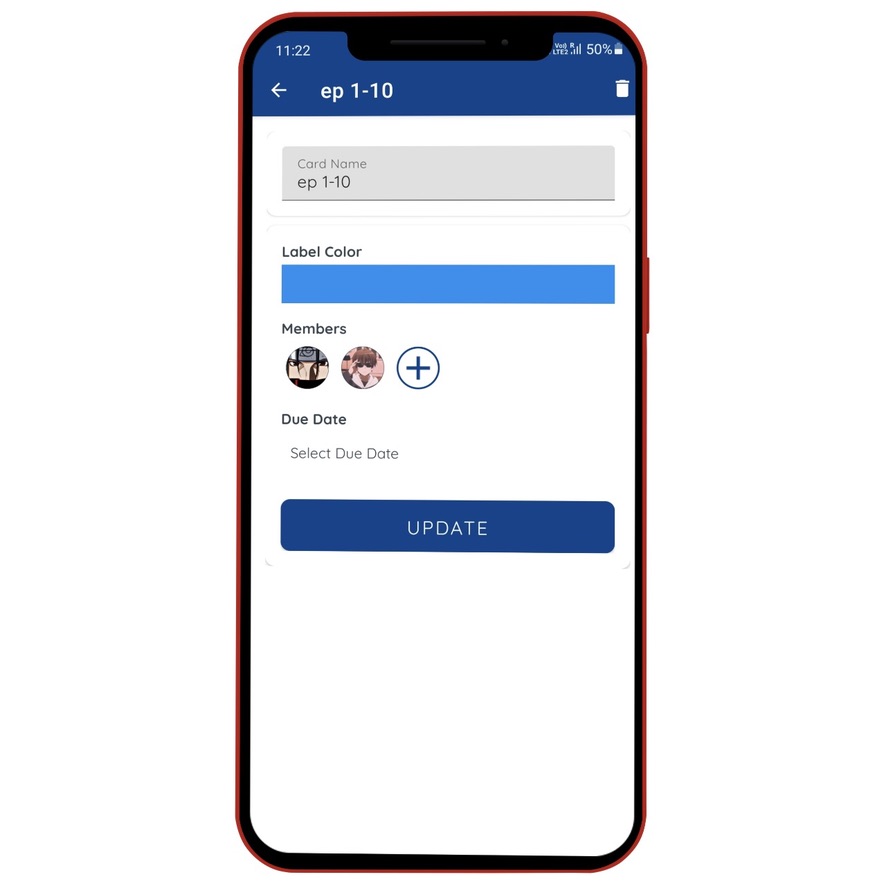 11:22
Vo) R
LTE2 50%
ep 1-10
Card Name
ep 1-10
Label Color
Members
Due Date
Select Due Date
UPDATE